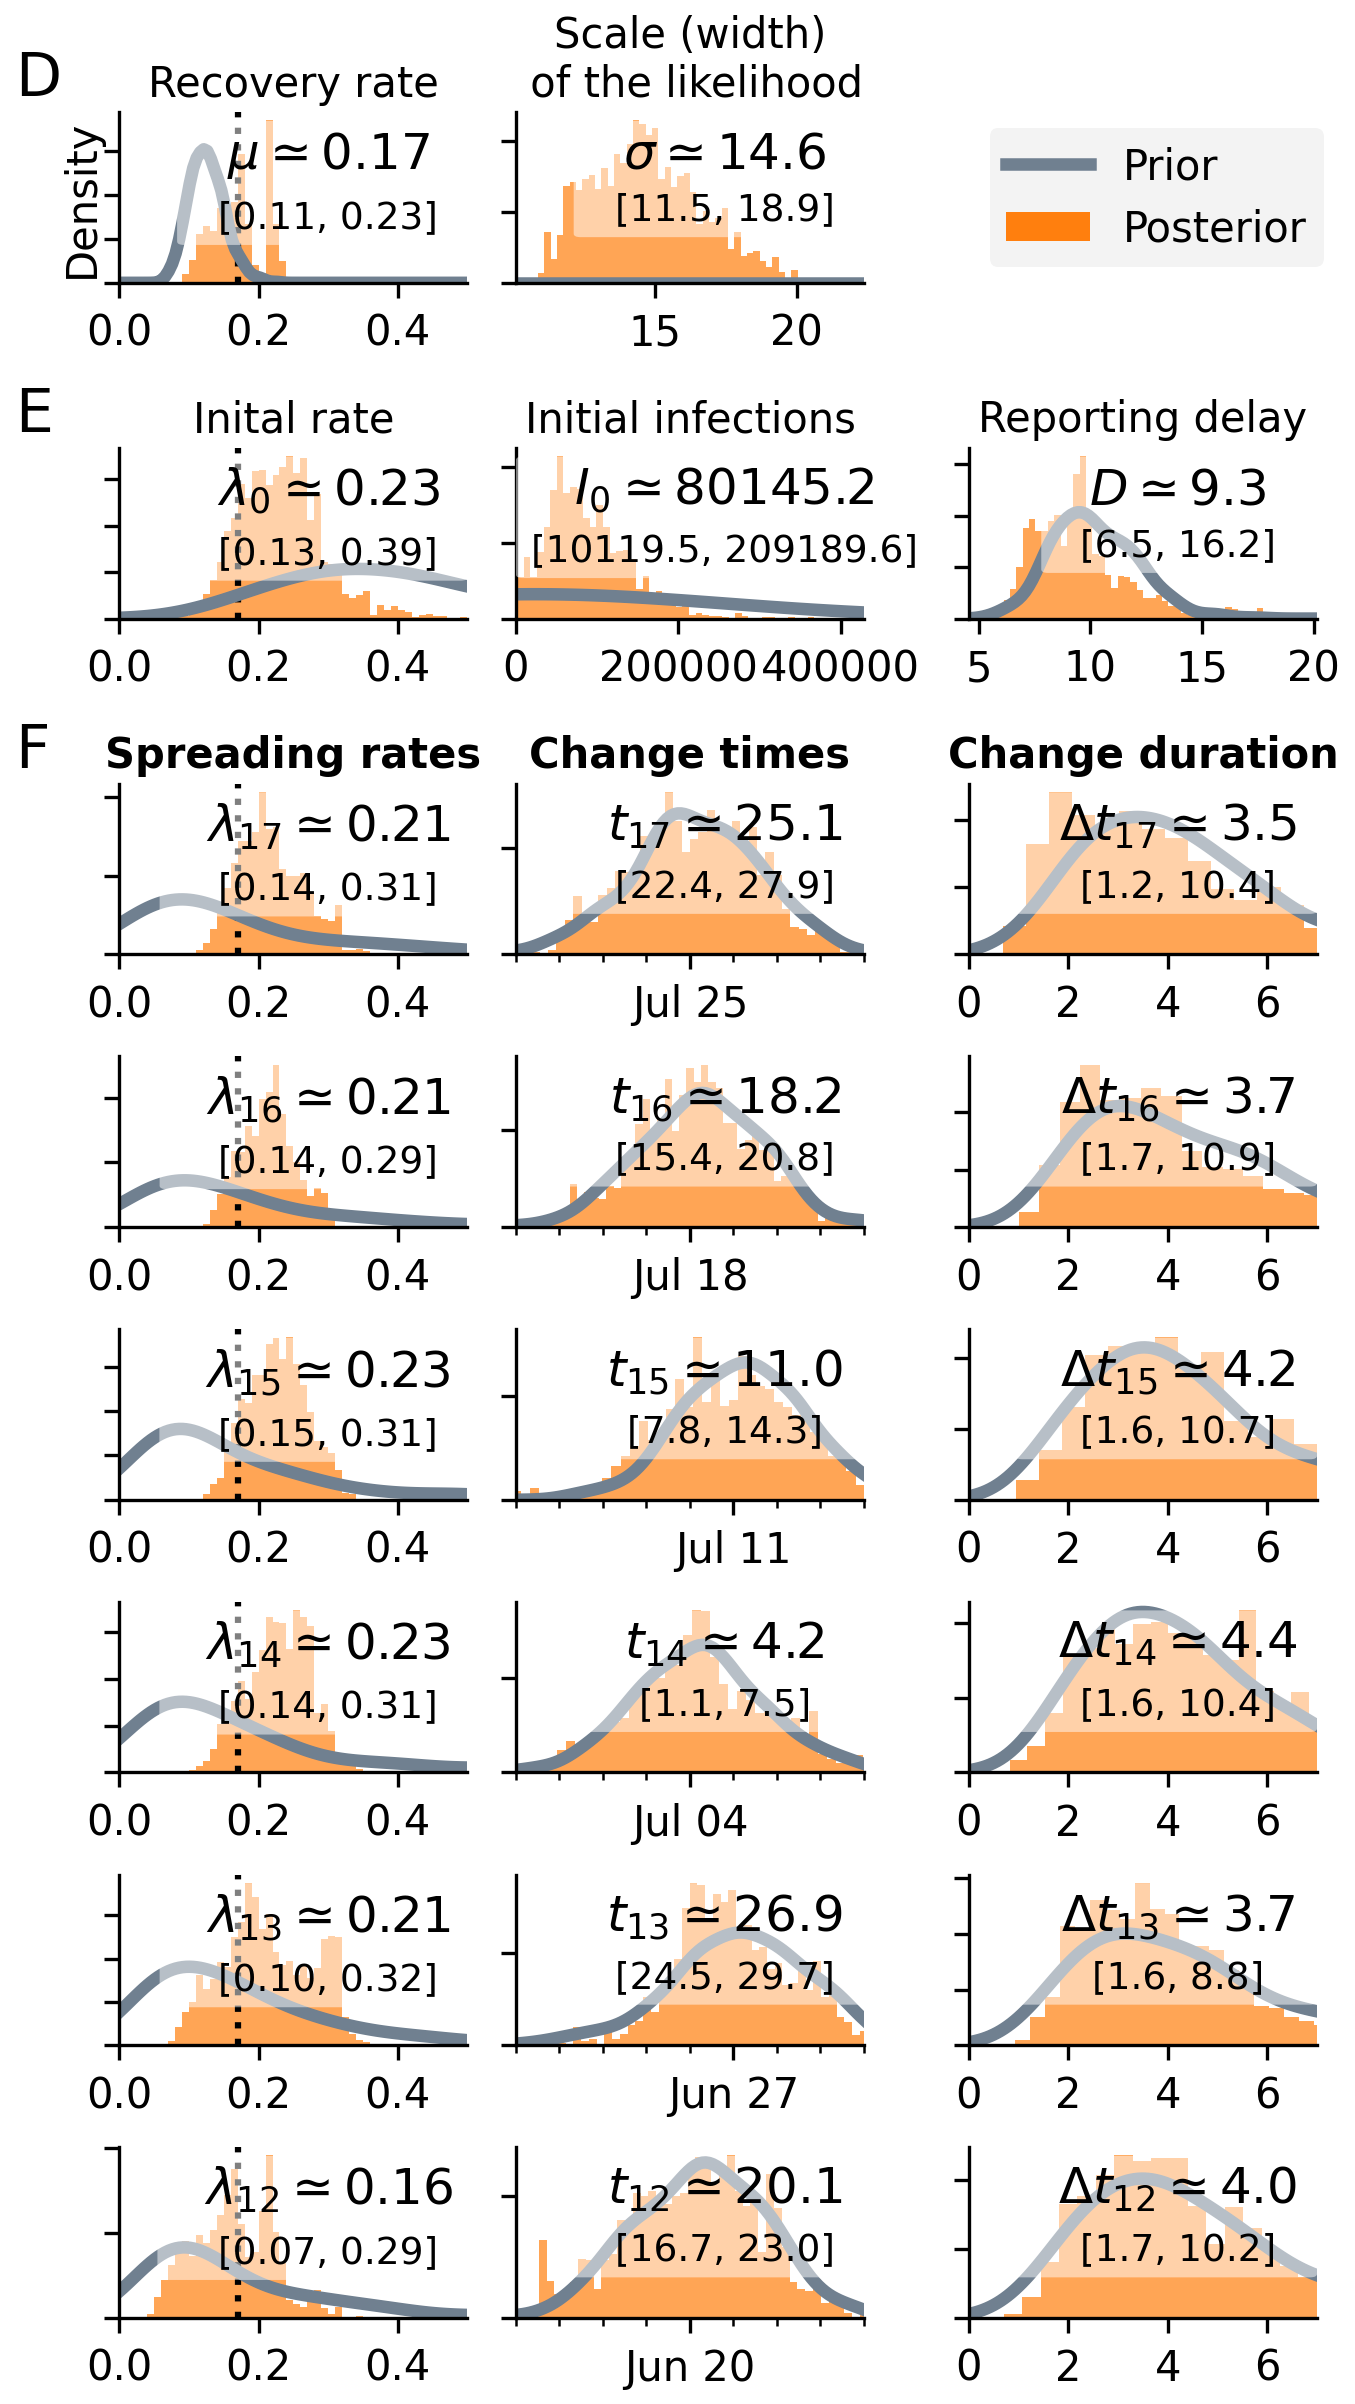 D
Recovery rate
Scale (width)
of the likelihood
Density
μ ≃ 0.17
[0.11, 0.23]
0.0 0.2 0.4
σ ≃ 14.6
[11.5, 18.9]
15 20
Prior
Posterior
E
Inital rate
λ0 ≃ 0.23
[0.13, 0.39]
0.0 0.2 0.4
Initial infections
I0 ≃ 80145.2
[10119.5, 209189.6]
0 200000 400000
Reporting delay
D ≃ 9.3
[6.5, 16.2]
5 10 15 20
F
Spreading rates
Change times
Change duration
λ17 ≃ 0.21
[0.14, 0.31]
0.0 0.2 0.4
t17 ≃ 25.1
[22.4, 27.9]
Jul 25
Δt17 ≃ 3.5
[1.2, 10.4]
0 2 4 6
λ16 ≃ 0.21
[0.14, 0.29]
0.0 0.2 0.4
t16 ≃ 18.2
[15.4, 20.8]
Jul 18
Δt16 ≃ 3.7
[1.7, 10.9]
0 2 4 6
λ15 ≃ 0.23
[0.15, 0.31]
0.0 0.2 0.4
t15 ≃ 11.0
[7.8, 14.3]
Jul 11
Δt15 ≃ 4.2
[1.6, 10.7]
0 2 4 6
λ14 ≃ 0.23
[0.14, 0.31]
0.0 0.2 0.4
t14 ≃ 4.2
[1.1, 7.5]
Jul 04
Δt14 ≃ 4.4
[1.6, 10.4]
0 2 4 6
λ13 ≃ 0.21
[0.10, 0.32]
0.0 0.2 0.4
t13 ≃ 26.9
[24.5, 29.7]
Jun 27
Δt13 ≃ 3.7
[1.6, 8.8]
0 2 4 6
λ12 ≃ 0.16
[0.07, 0.29]
0.0 0.2 0.4
t12 ≃ 20.1
[16.7, 23.0]
Jun 20
Δt12 ≃ 4.0
[1.7, 10.2]
0 2 4 6